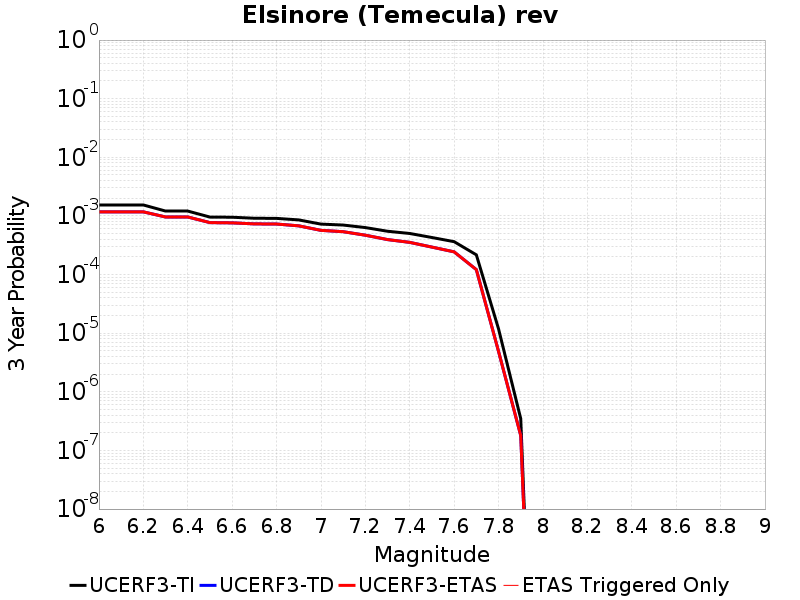 Elsinore (Temecula) rev
10^0
10^-1
10^-2
10^-3
10^-4
10^-5
10^-6
10^-7
10^-8
3 Year Probability
6 6.2 6.4 6.6 6.8 7 7.2 7.4 7.6 7.8 8 8.2 8.4 8.6 8.8 9
Magnitude
UCERF3-TI UCERF3-TD UCERF3-ETAS ETAS Triggered Only